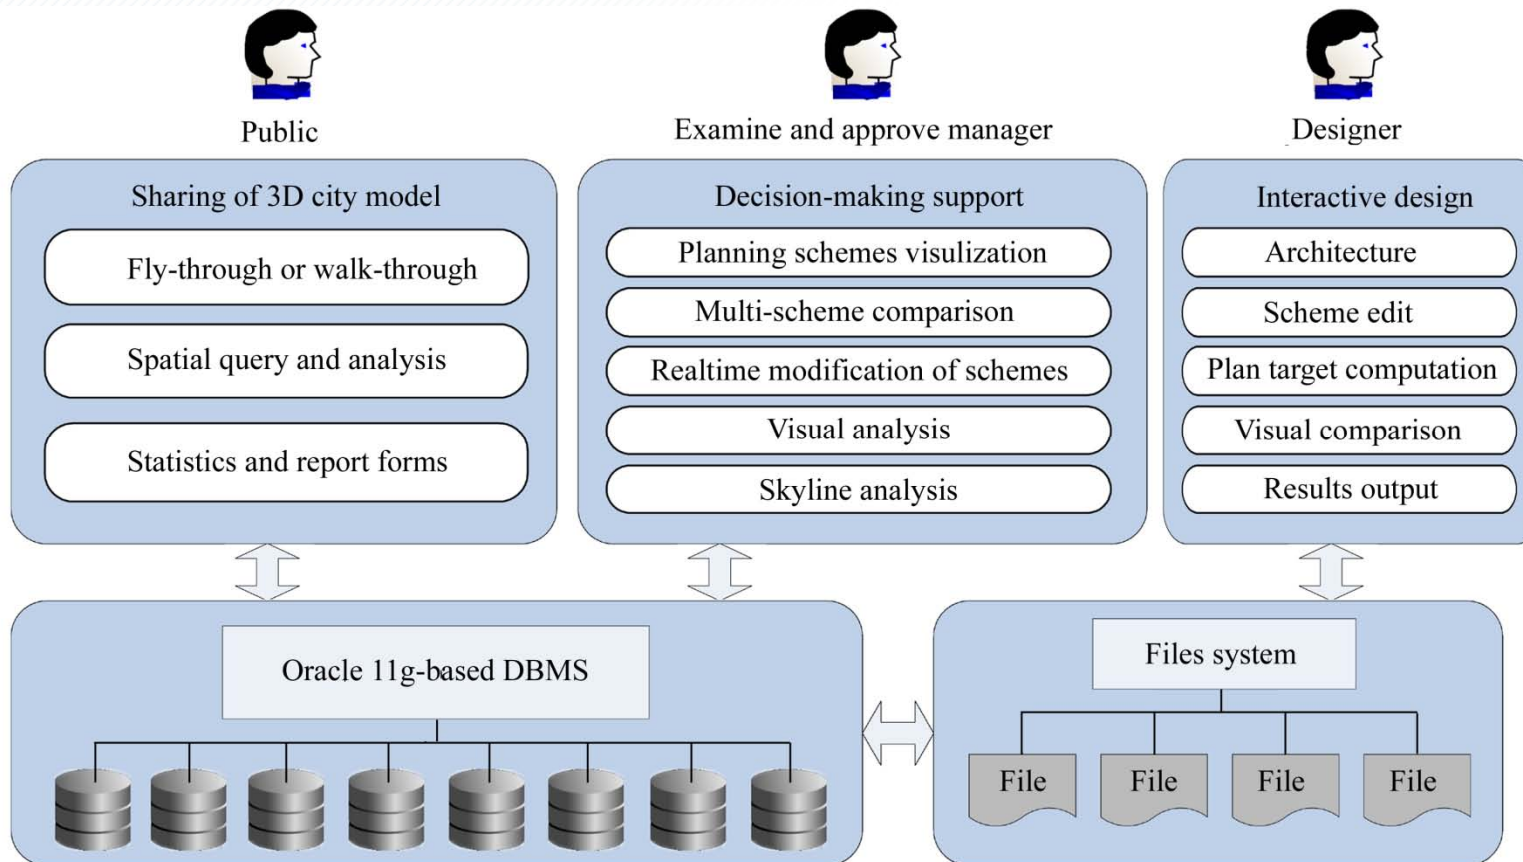 Public
Examine and approve manager
Designer
Sharing of 3D city model
Fly-through or walk-through
Spatial query and analysis
Statistics and report forms
Decision-making support
Planning schemes visulization
Multi-scheme comparison
Realtime modification of schemes
Visual analysis
Skyline analysis
Interactive design
Architecture
Scheme edit
Plan target computation
Visual comparison
Results output
Oracle 11g-based DBMS
Files system
File
File
File
File